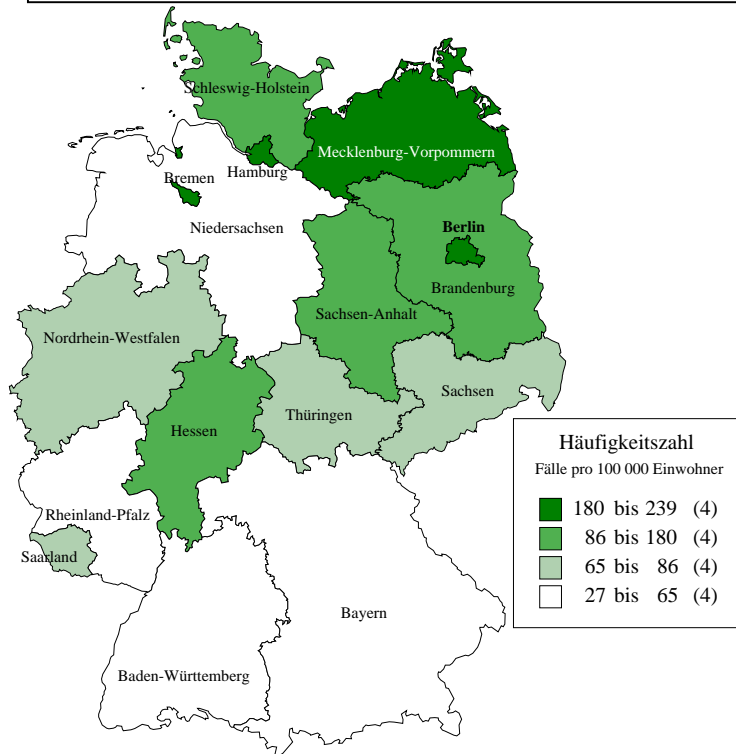 Schleswig-Holstein
Mecklenburg-Vorpommern
Hamburg
Bremen
Niedersachsen
Berlin
Brandenburg
Sachsen-Anhalt
Nordrhein-Westfalen
Sachsen
Thüringen
Hessen
Rheinland-Pfalz
Saarland
Bayern
Baden-Württemberg
Häufigkeitszahl
Fälle pro 100 000 Einwohner
180 bis 239 (4)
86 bis 180 (4)
65 bis 86 (4)
27 bis 65 (4)